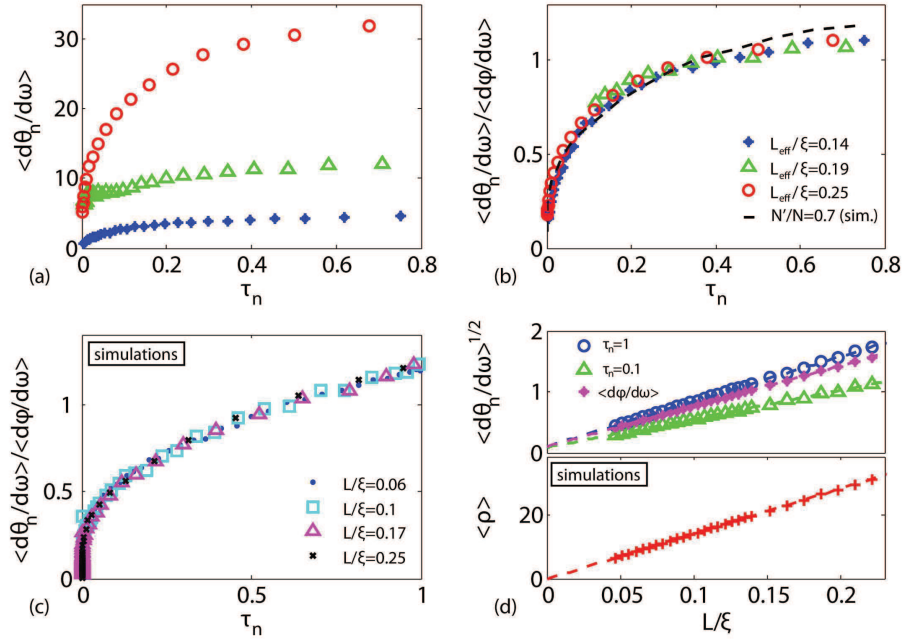 (a)
<dθn/dω>
30
20
10
0
0
0.2
0.4
0.6
0.8
τn
(b)
<dθn/dω>/<dφ/dω>
1
0.5
0
0
0.2
0.4
0.6
0.8
τn
Leff/ξ=0.14
Leff/ξ=0.19
Leff/ξ=0.25
N'/N=0.7 (sim.)
(c)
simulations
<dθn/dω>/<dφ/dω>
1
0.5
0
0
0.5
1
τn
L/ξ=0.06
L/ξ=0.1
L/ξ=0.17
L/ξ=0.25
(d)
<dθn/dω>1/2
2
1
0
τn=1
τn=0.1
<dφ/dω>
simulations
<ρ>
20
0
0
0.05
0.1
0.15
0.2
L/ξ